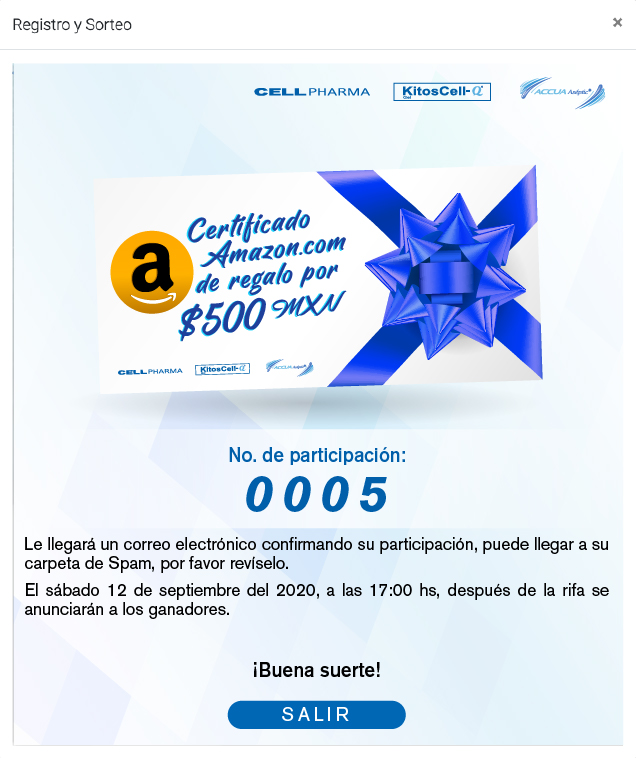 Registro y Sorteo
×
CELLPHARMA
KitosCell-Q®
Gel
ACCUA Aséptic®
Certificado
Amazon.com
de regalo por
$500 MXN
a
CELLPHARMA
KitosCell-Q®
ACCUA Aséptic®
No. de participación:
0005
Le llegará un correo electrónico confirmando su participación, puede llegar a su
carpeta de Spam, por favor revíselo.
El sábado 12 de septiembre del 2020, a las 17:00 hs, después de la rifa se
anunciarán a los ganadores.
¡Buena suerte!
SALIR